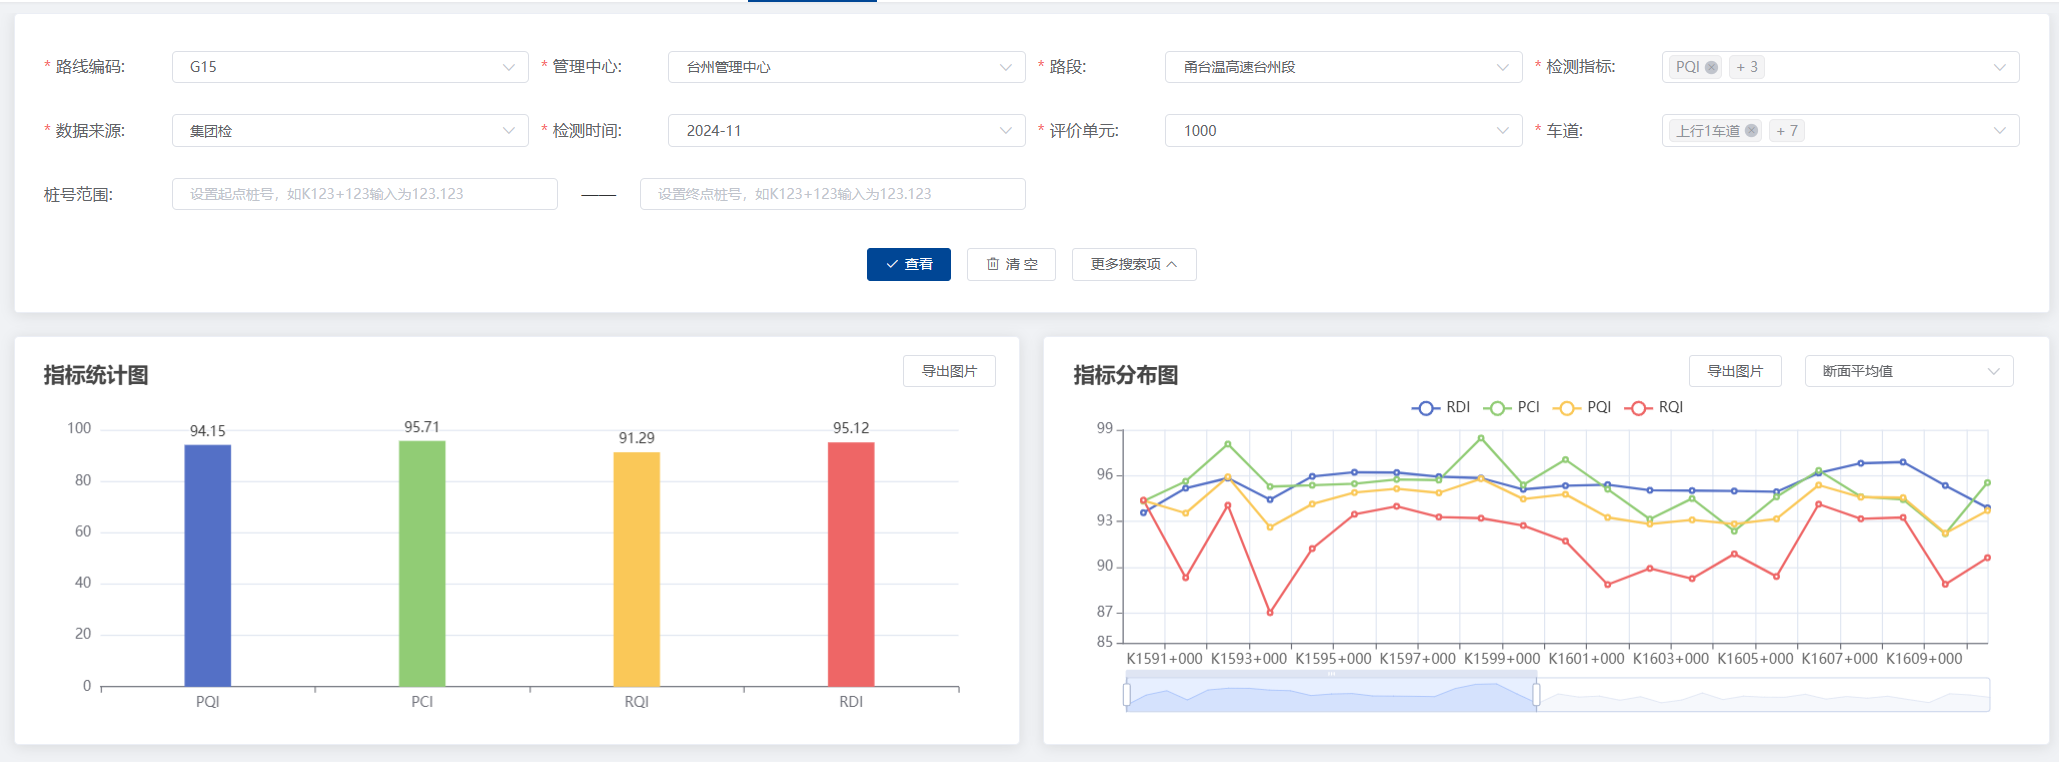 * 路线编码: G15 * 管理中心: 台州管理中心 * 路段: 甬台温高速台州段 * 检测指标: PQI + 3
* 数据来源: 集团检 * 检测时间: 2024-11 * 评价单元: 1000 * 车道: 上行1车道 + 7
桩号范围: 设置起点桩号，如K123+123输入为123.123 —— 设置终点桩号，如K123+123输入为123.123
查看 清 空 更多搜索项
指标统计图 导出图片
100
80
60
40
20
0
94.15 95.71 91.29 95.12
PQI PCI RQI RDI
指标分布图 导出图片 断面平均值
RDI PCI PQI RQI
99
96
93
90
87
85
K1591+000 K1593+000 K1595+000 K1597+000 K1599+000 K1601+000 K1603+000 K1605+000 K1607+000 K1609+000